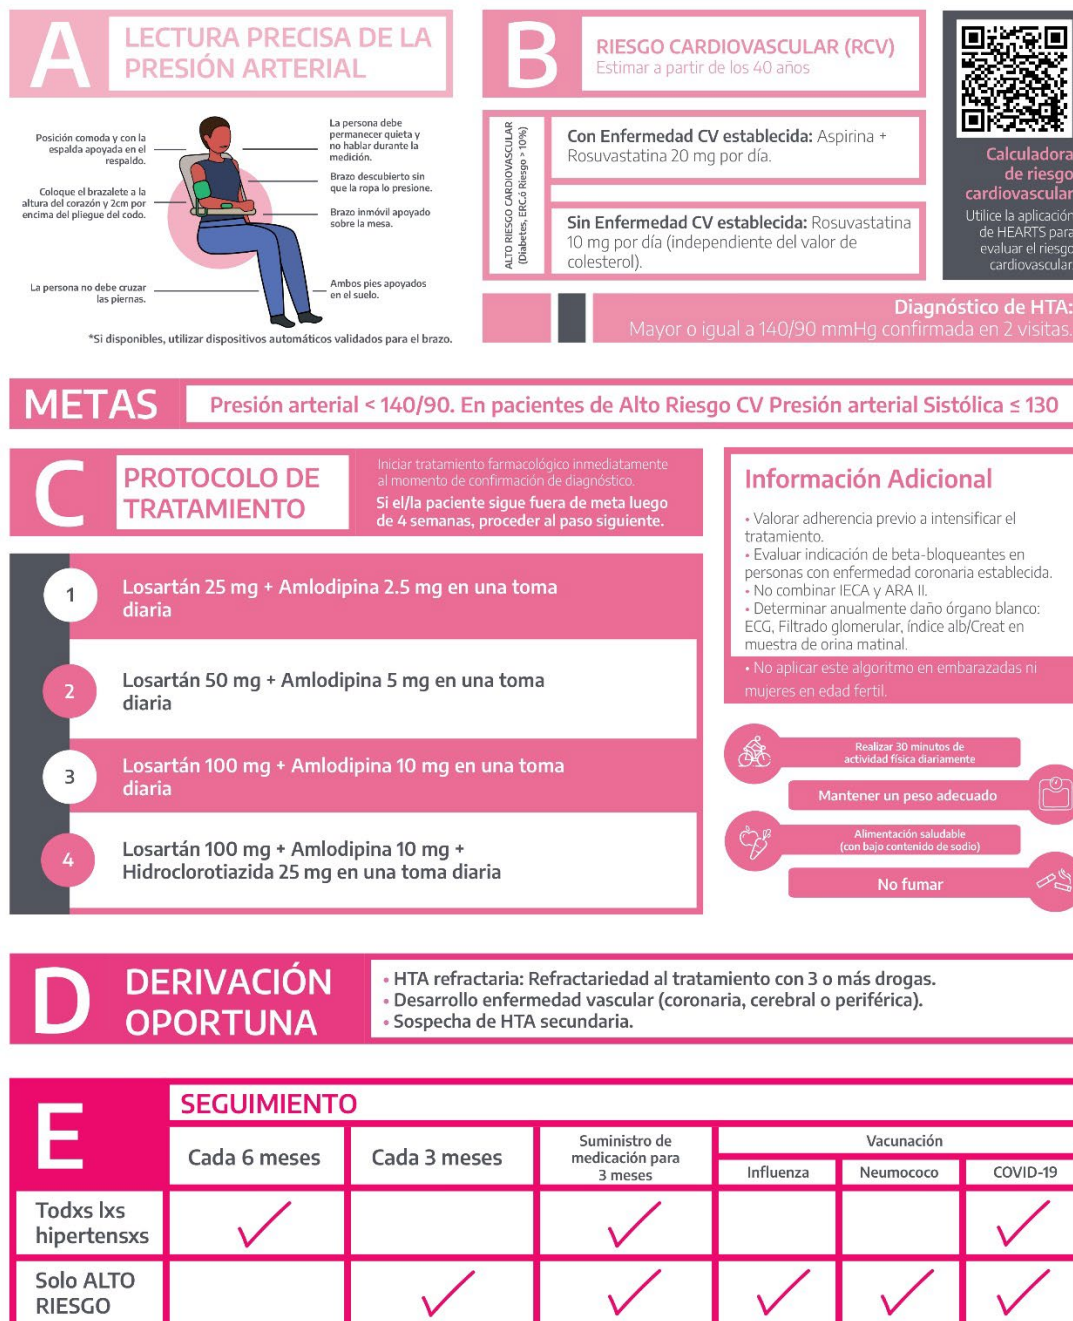 A
LECTURA PRECISA DE LA
PRESIÓN ARTERIAL
Posición comoda y con la
espalda apoyada en el
respaldo.
Coloque el brazalete a la
altura del corazón y 2cm por
encima del pliegue del codo.
La persona no debe cruzar
las piernas.
La persona debe
permanecer quieta y
no hablar durante la
medición.
Brazo descubierto sin
que la ropa lo presione.
Brazo inmóvil apoyado
sobre la mesa.
Ambos pies apoyados
en el suelo.
*Si disponibles, utilizar dispositivos automáticos validados para el brazo.
B
RIESGO CARDIOVASCULAR (RCV)
Estimar a partir de los 40 años
ALTO RIESGO CARDIOVASCULAR
(Diabetes, ERC,ó Riesgo > 10%)
Con Enfermedad CV establecida: Aspirina +
Rosuvastatina 20 mg por día.
Sin Enfermedad CV establecida: Rosuvastatina
10 mg por día (independiente del valor de
colesterol).
Calculadora
de riesgo
cardiovascular
Utilice la aplicación
de HEARTS para
evaluar el riesgo
cardiovascular.
Diagnóstico de HTA:
Mayor o igual a 140/90 mmHg confirmada en 2 visitas.
METAS
Presión arterial < 140/90. En pacientes de Alto Riesgo CV Presión arterial Sistólica ≤ 130
C
PROTOCOLO DE
TRATAMIENTO
Iniciar tratamiento farmacológico inmediatamente
al momento de confirmación de diagnóstico.
Si el/la paciente sigue fuera de meta luego
de 4 semanas, proceder al paso siguiente.
1
Losartán 25 mg + Amlodipina 2.5 mg en una toma
diaria
2
Losartán 50 mg + Amlodipina 5 mg en una toma
diaria
3
Losartán 100 mg + Amlodipina 10 mg en una toma
diaria
4
Losartán 100 mg + Amlodipina 10 mg +
Hidroclorotiazida 25 mg en una toma diaria
Información Adicional
• Valorar adherencia previo a intensificar el
tratamiento.
• Evaluar indicación de beta-bloqueantes en
personas con enfermedad coronaria establecida.
• No combinar IECA y ARA II.
• Determinar anualmente daño órgano blanco:
ECG, Filtrado glomerular, índice alb/Creat en
muestra de orina matinal.
• No aplicar este algoritmo en embarazadas ni
mujeres en edad fertil.
Realizar 30 minutos de
actividad física diariamente
Mantener un peso adecuado
Alimentación saludable
(con bajo contenido de sodio)
No fumar
D
DERIVACIÓN
OPORTUNA
• HTA refractaria: Refractariedad al tratamiento con 3 o más drogas.
• Desarrollo enfermedad vascular (coronaria, cerebral o periférica).
• Sospecha de HTA secundaria.
E
SEGUIMIENTO
Cada 6 meses
Cada 3 meses
Suministro de
medicación para
3 meses
Vacunación
Influenza
Neumococo
COVID-19
Todxs lxs
hipertensxs
Solo ALTO
RIESGO